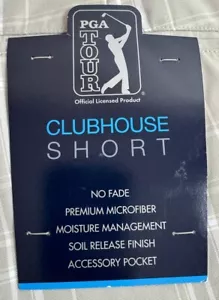 PGA
TOUR
Official Licensed Product
CLUBHOUSE
SHORT
NO FADE
PREMIUM MICROFIBER
MOISTURE MANAGEMENT
SOIL RELEASE FINISH
ACCESSORY POCKET